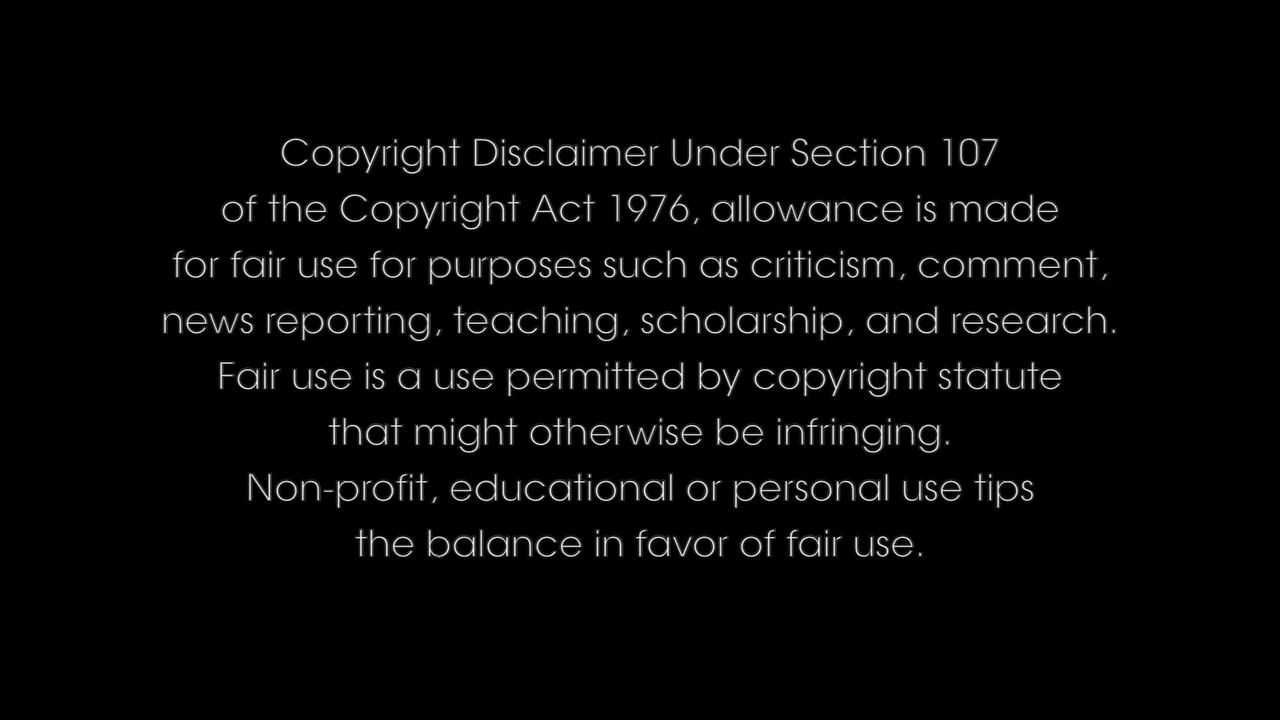 Copyright Disclaimer Under Section 107
of the Copyright Act 1976, allowance is made
for fair use for purposes such as criticism, comment,
news reporting, teaching, scholarship, and research.
Fair use is a use permitted by copyright statute
that might otherwise be infringing.
Non-profit, educational or personal use tips
the balance in favor of fair use.